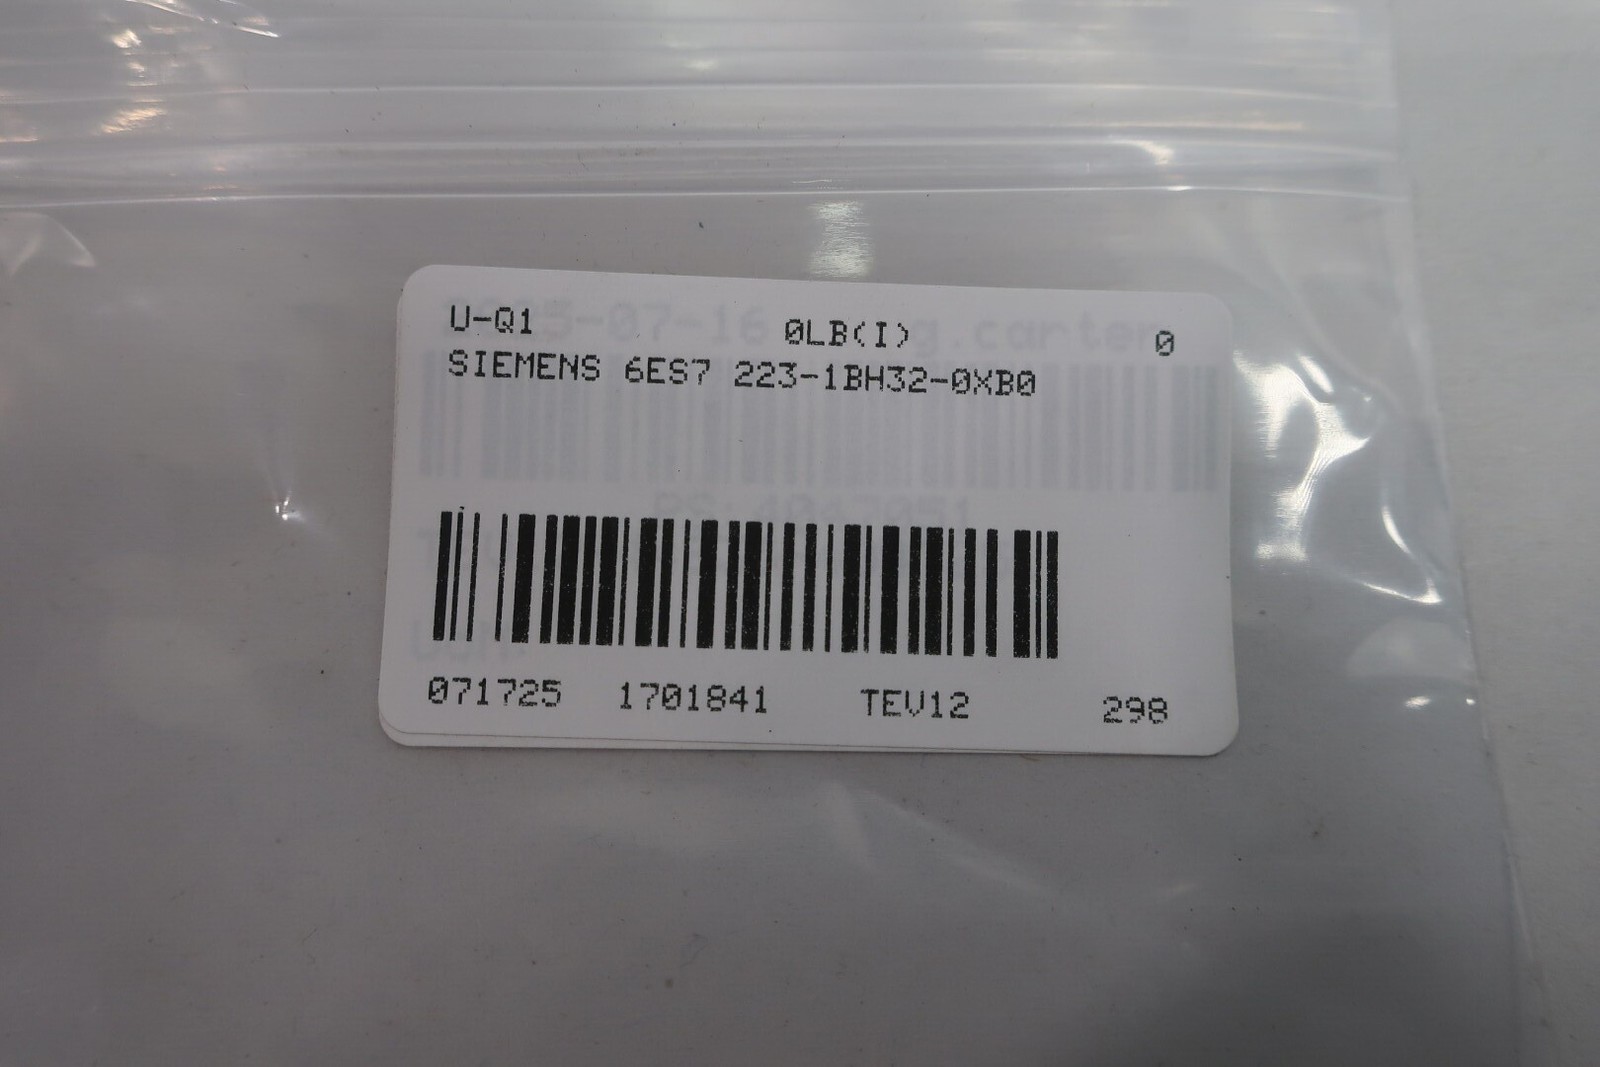 U-Q1 0LB(I) 0
SIEMENS 6ES7 223-1BH32-0XB0
071725 1701841 TEV12 298